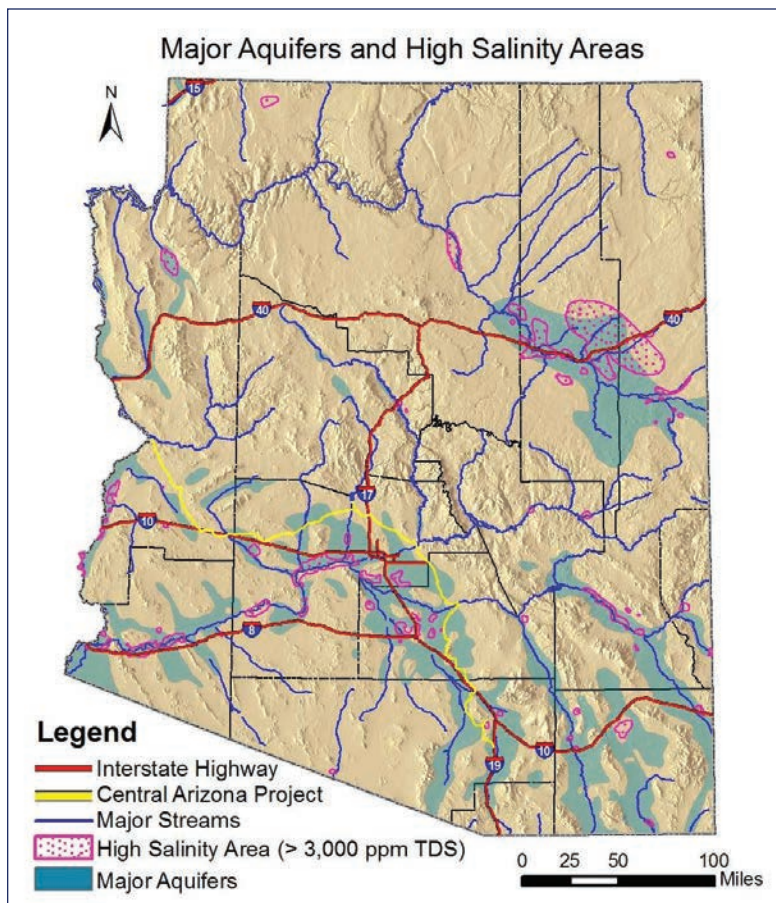 Major Aquifers and High Salinity Areas
N
15
40
40
17
10
8
10
19
Legend
Interstate Highway
Central Arizona Project
Major Streams
High Salinity Area (> 3,000 ppm TDS)
Major Aquifers
0 25 50 100
Miles